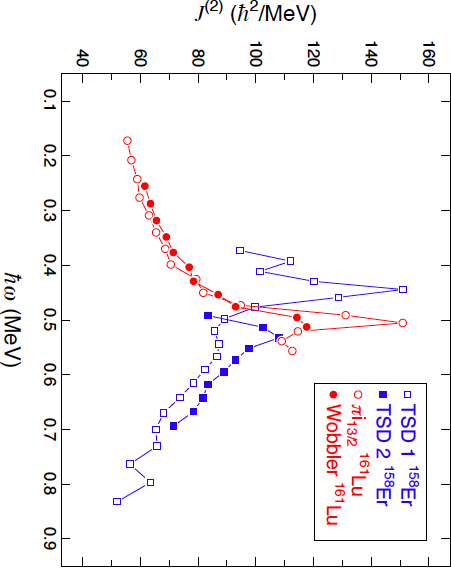 J(2) (ħ2/MeV)
40 60 80 100 120 140 160
0.1
0.2
0.3
0.4
0.5
0.6
0.7
0.8
0.9
ħω (MeV)
TSD 1 158Er
TSD 2 158Er
πi13/2 161Lu
Wobbler 161Lu